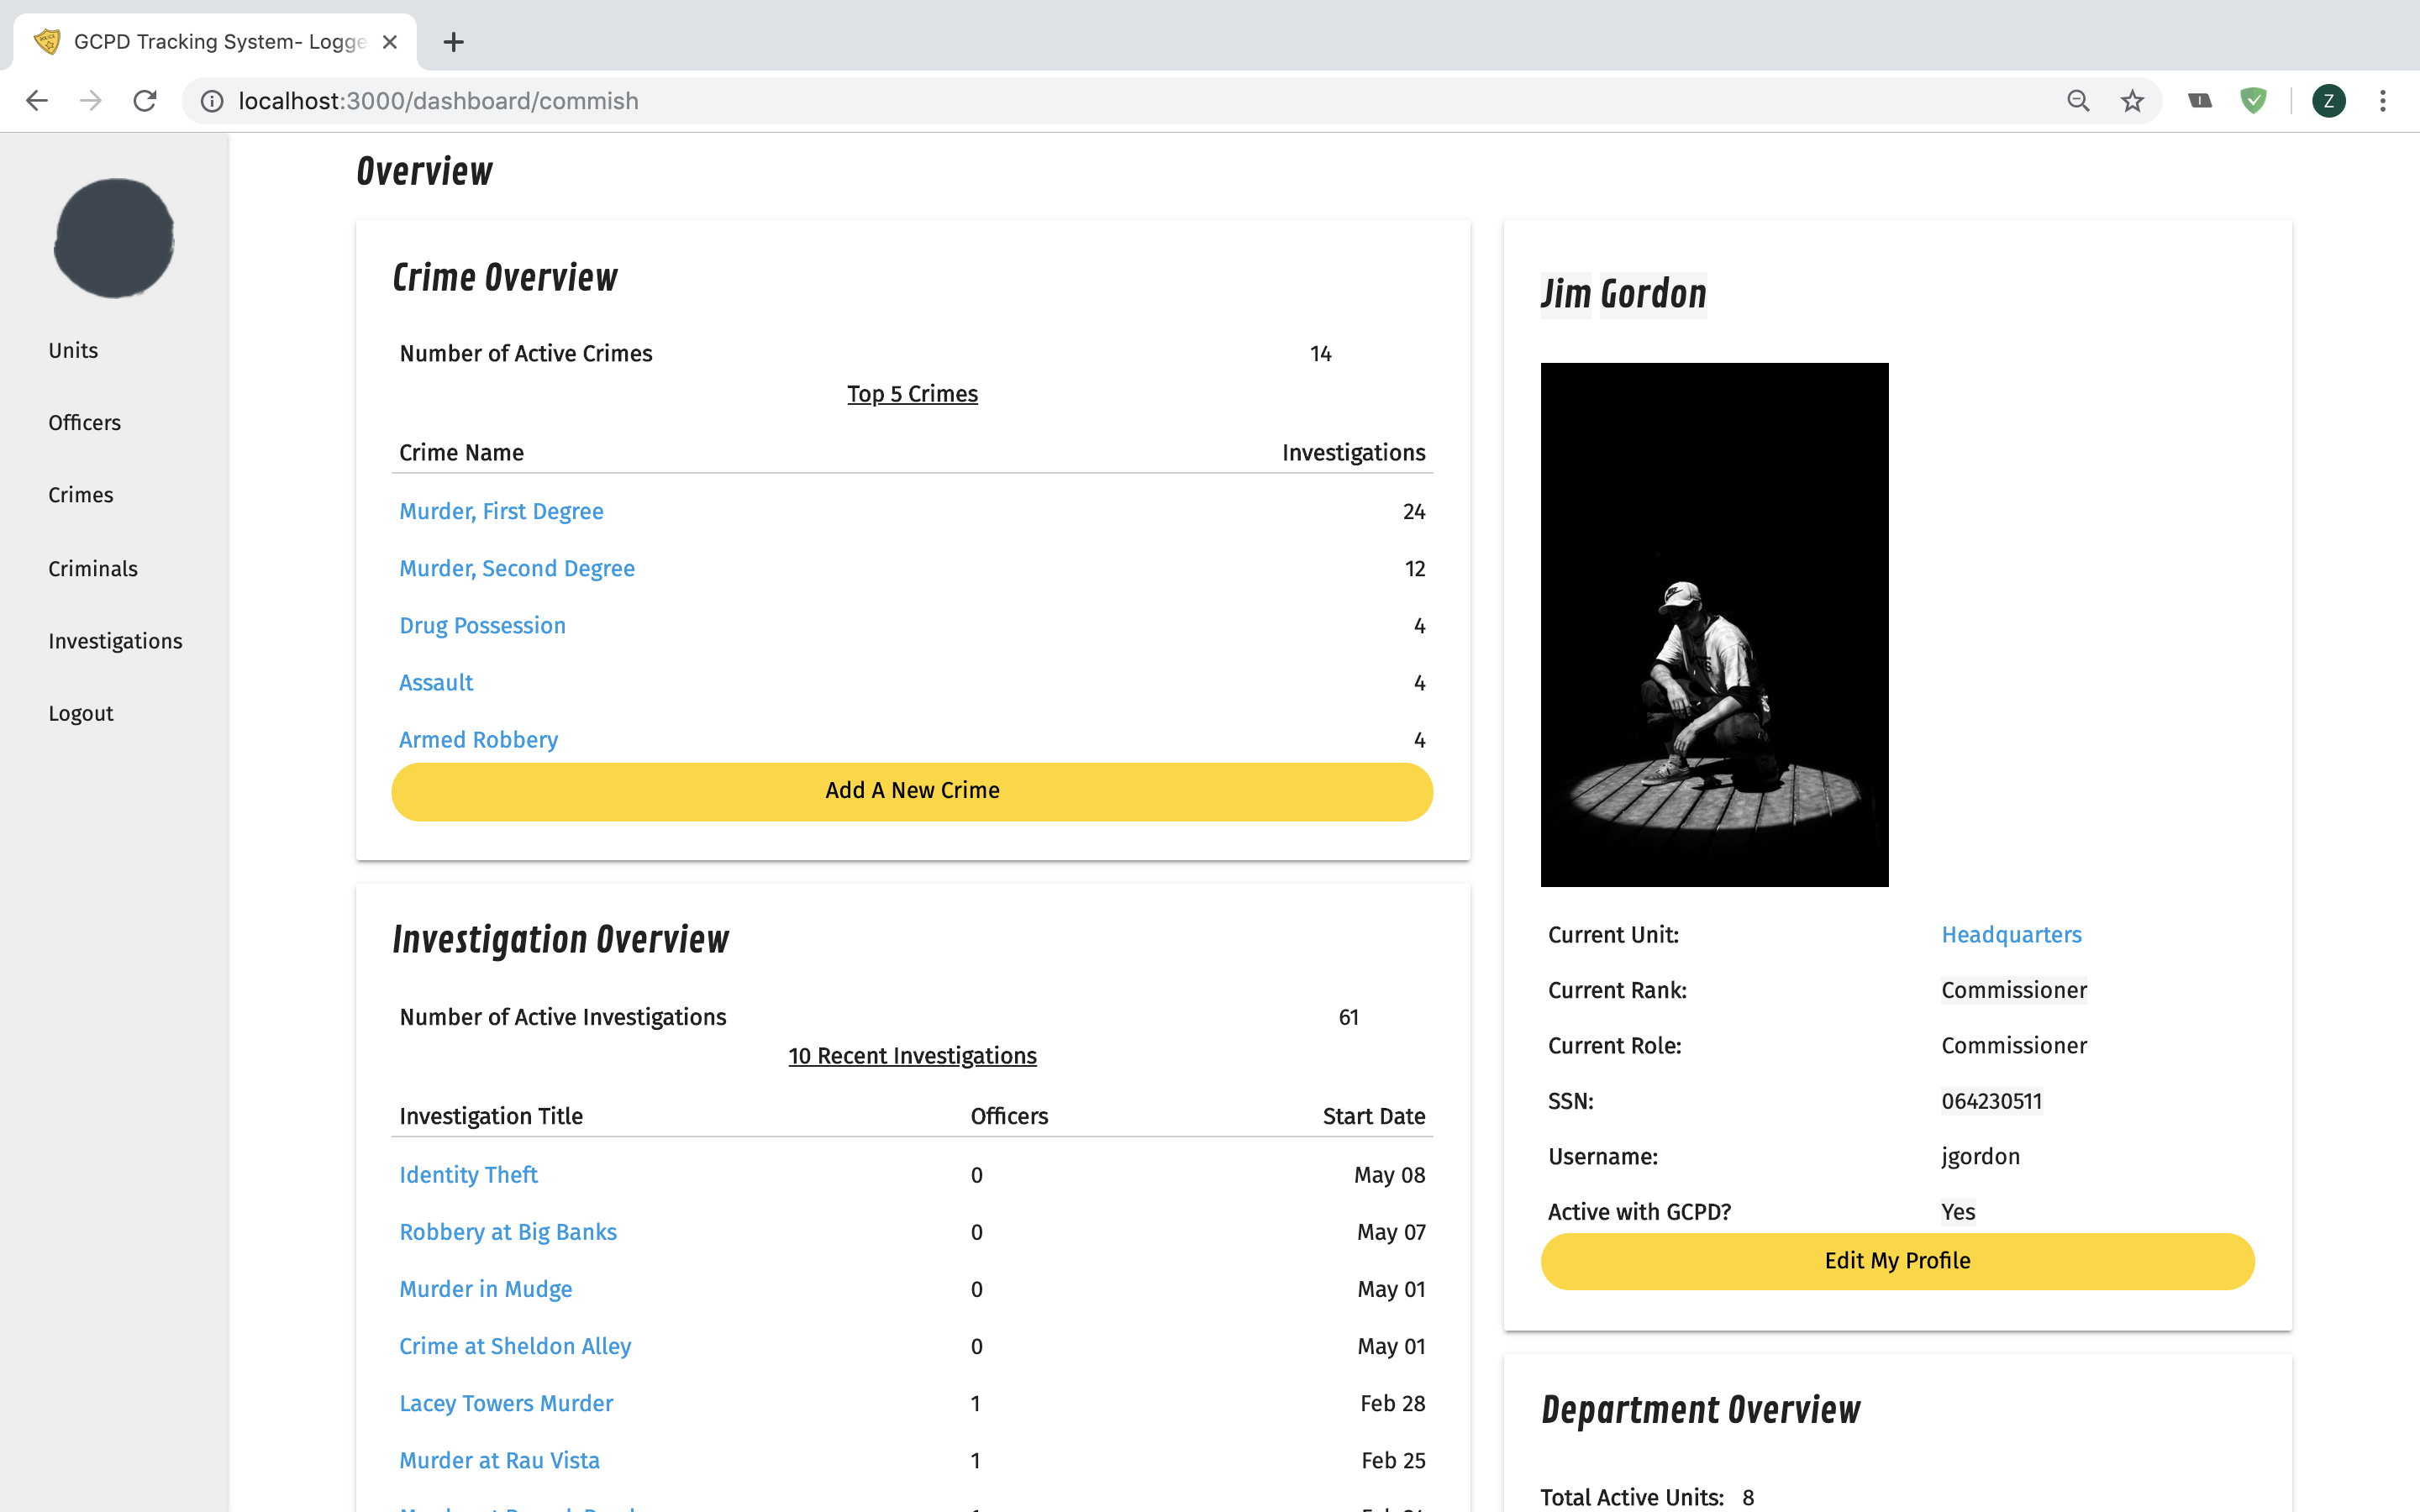 GCPD Tracking System- Logge
localhost:3000/dashboard/commish
Z
Units
Officers
Crimes
Criminals
Investigations
Logout
Overview
Crime Overview
Number of Active Crimes 14
Top 5 Crimes
Crime Name Investigations
Murder, First Degree 24
Murder, Second Degree 12
Drug Possession 4
Assault 4
Armed Robbery 4
Add A New Crime
Investigation Overview
Number of Active Investigations 61
10 Recent Investigations
Investigation Title Officers Start Date
Identity Theft 0 May 08
Robbery at Big Banks 0 May 07
Murder in Mudge 0 May 01
Crime at Sheldon Alley 0 May 01
Lacey Towers Murder 1 Feb 28
Murder at Rau Vista 1 Feb 25
Jim Gordon
Current Unit: Headquarters
Current Rank: Commissioner
Current Role: Commissioner
SSN: 064230511
Username: jgordon
Active with GCPD? Yes
Edit My Profile
Department Overview
Total Active Units: 8